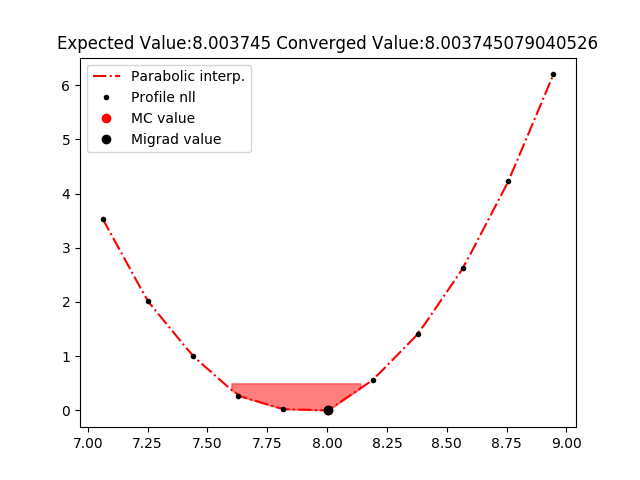 Expected Value:8.003745 Converged Value:8.003745079040526
Parabolic interp.
Profile nll
MC value
Migrad value
6
5
4
3
2
1
0
7.00 7.25 7.50 7.75 8.00 8.25 8.50 8.75 9.00